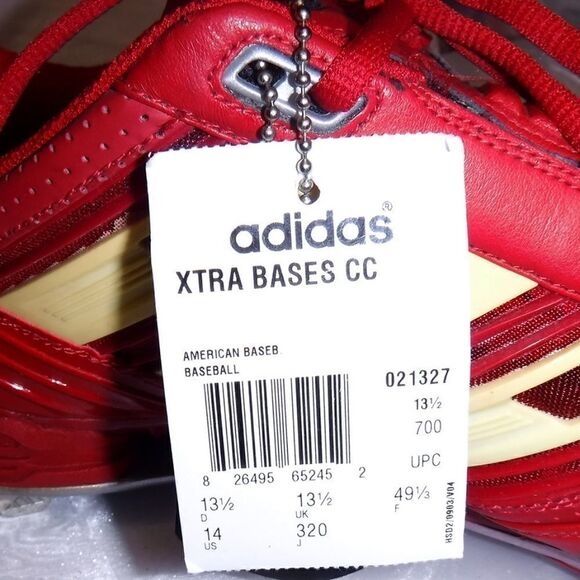 adidas®
XTRA BASES CC
AMERICAN BASEB.
BASEBALL
021327
13½
700
UPC
8 26495 65245 2
13½ 13½ 49⅓
D UK F
14 320
US J
HSD2/0903/V04